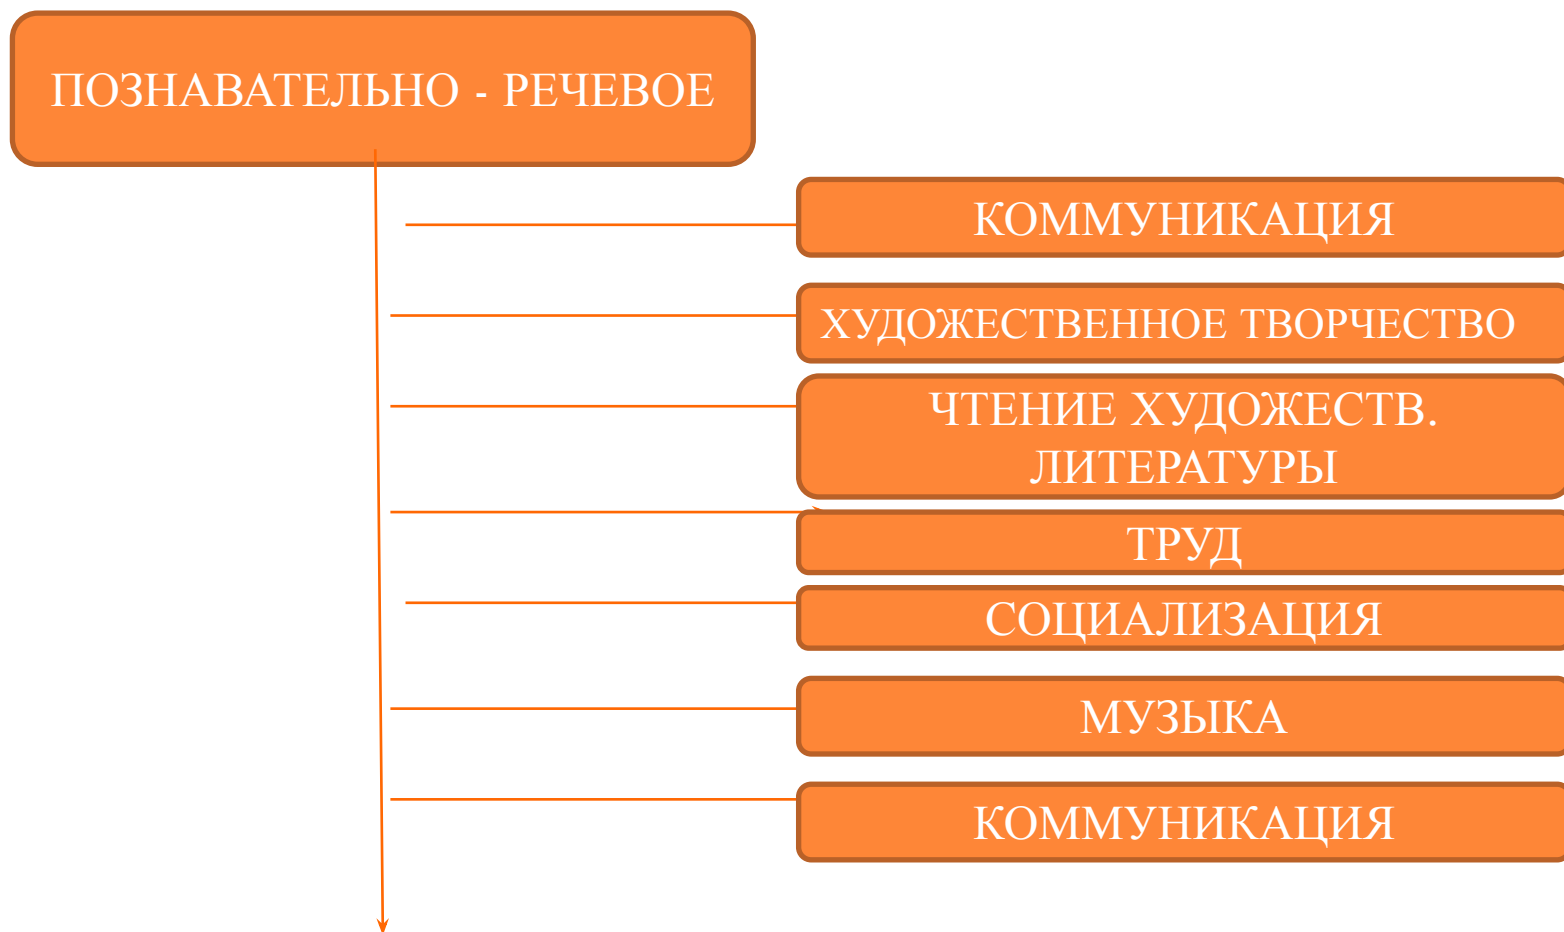 ПОЗНАВАТЕЛЬНО - РЕЧЕВОЕ
КОММУНИКАЦИЯ
ХУДОЖЕСТВЕННОЕ ТВОРЧЕСТВО
ЧТЕНИЕ ХУДОЖЕСТВ.
ЛИТЕРАТУРЫ
ТРУД
СОЦИАЛИЗАЦИЯ
МУЗЫКА
КОММУНИКАЦИЯ